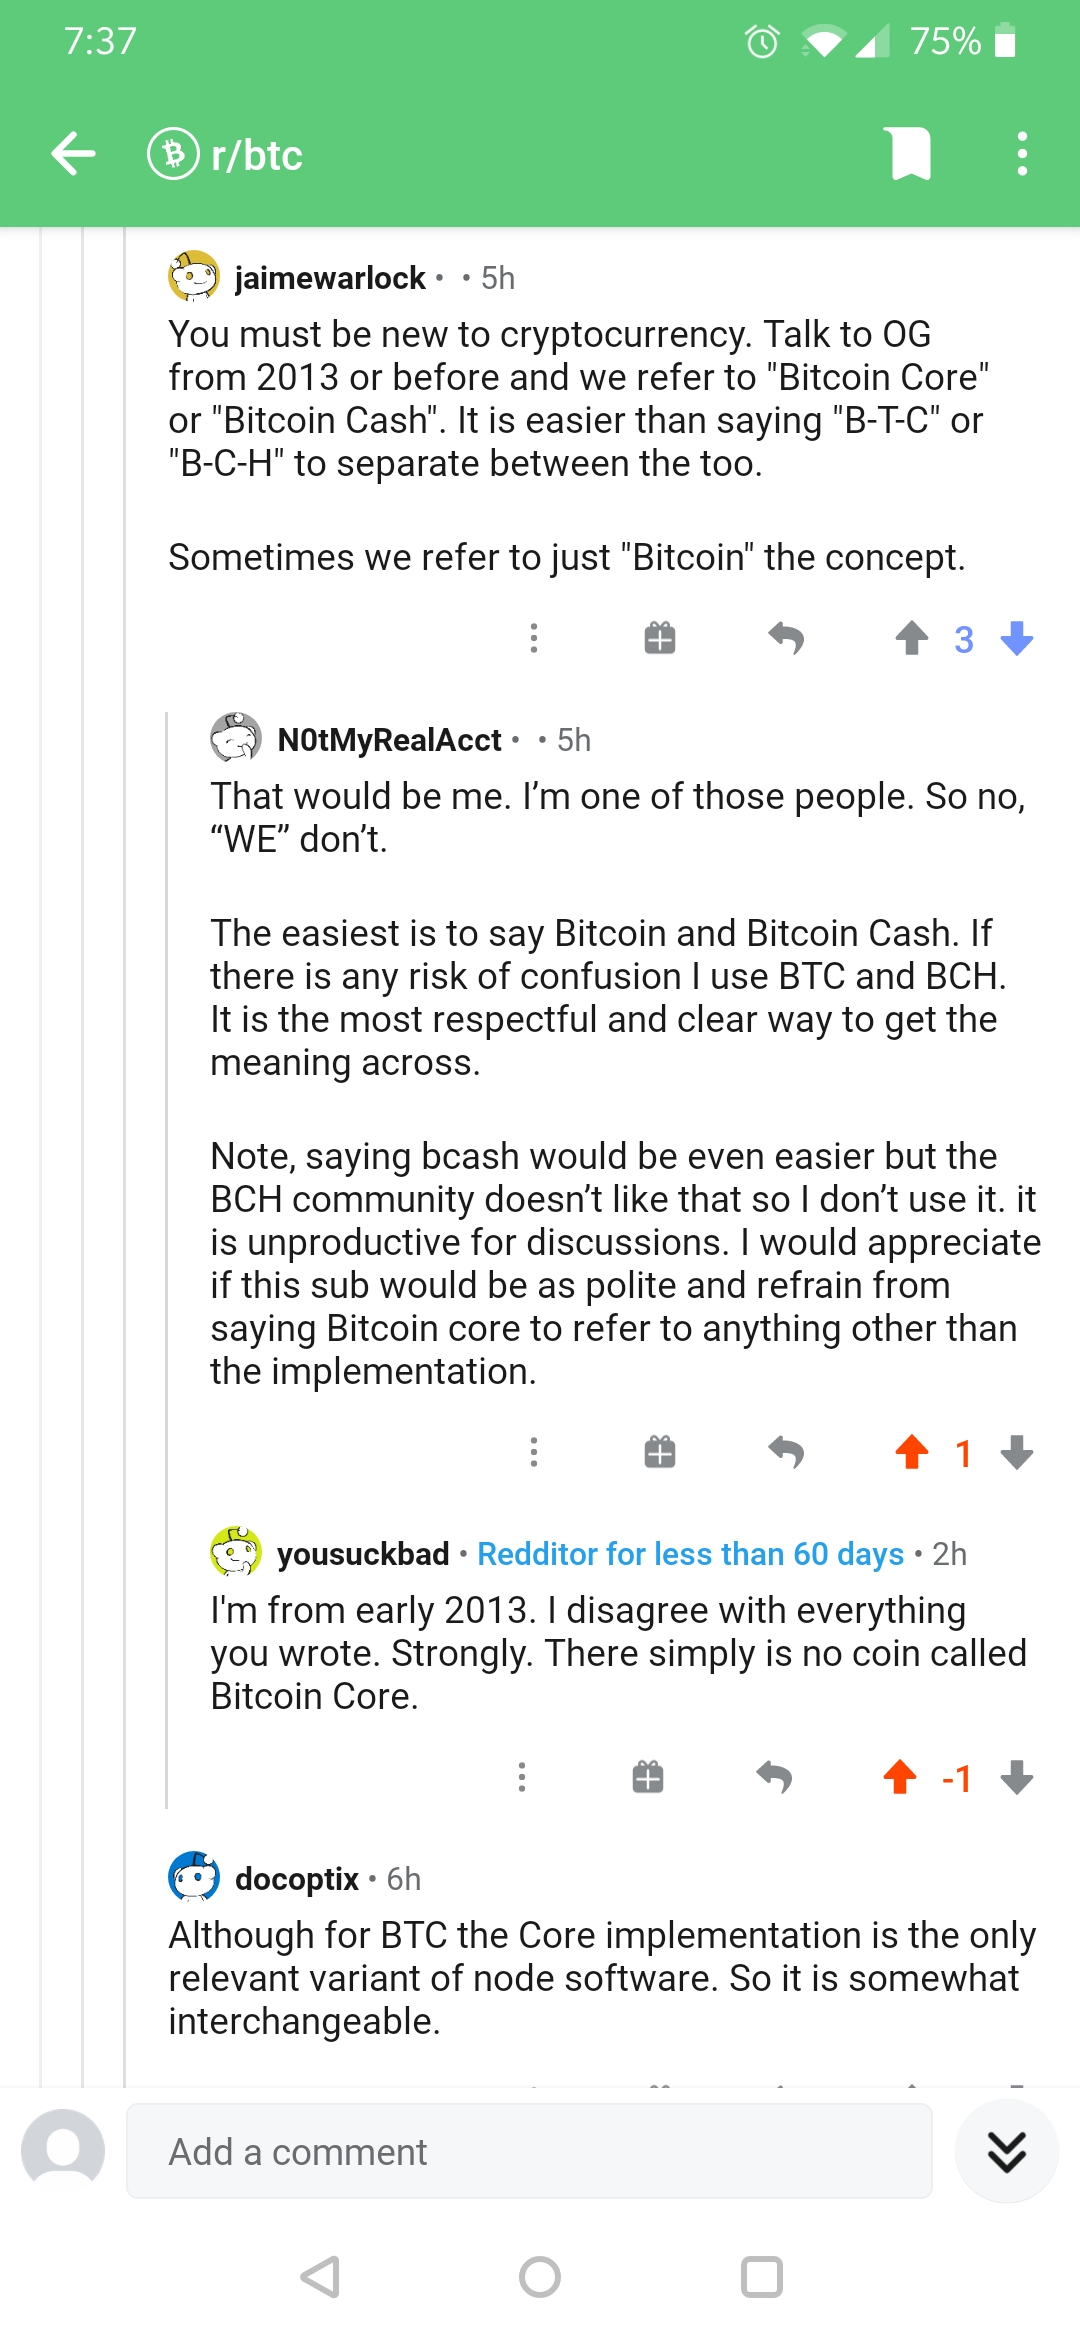 7:37
75%
r/btc
jaimewarlock • • 5h
You must be new to cryptocurrency. Talk to OG
from 2013 or before and we refer to "Bitcoin Core"
or "Bitcoin Cash". It is easier than saying "B-T-C" or
"B-C-H" to separate between the too.
Sometimes we refer to just "Bitcoin" the concept.
3
N0tMyRealAcct • • 5h
That would be me. I’m one of those people. So no,
“WE” don’t.
The easiest is to say Bitcoin and Bitcoin Cash. If
there is any risk of confusion I use BTC and BCH.
It is the most respectful and clear way to get the
meaning across.
Note, saying bcash would be even easier but the
BCH community doesn’t like that so I don’t use it. it
is unproductive for discussions. I would appreciate
if this sub would be as polite and refrain from
saying Bitcoin core to refer to anything other than
the implementation.
1
yousuckbad • Redditor for less than 60 days • 2h
I'm from early 2013. I disagree with everything
you wrote. Strongly. There simply is no coin called
Bitcoin Core.
-1
docoptix • 6h
Although for BTC the Core implementation is the only
relevant variant of node software. So it is somewhat
interchangeable.
Add a comment